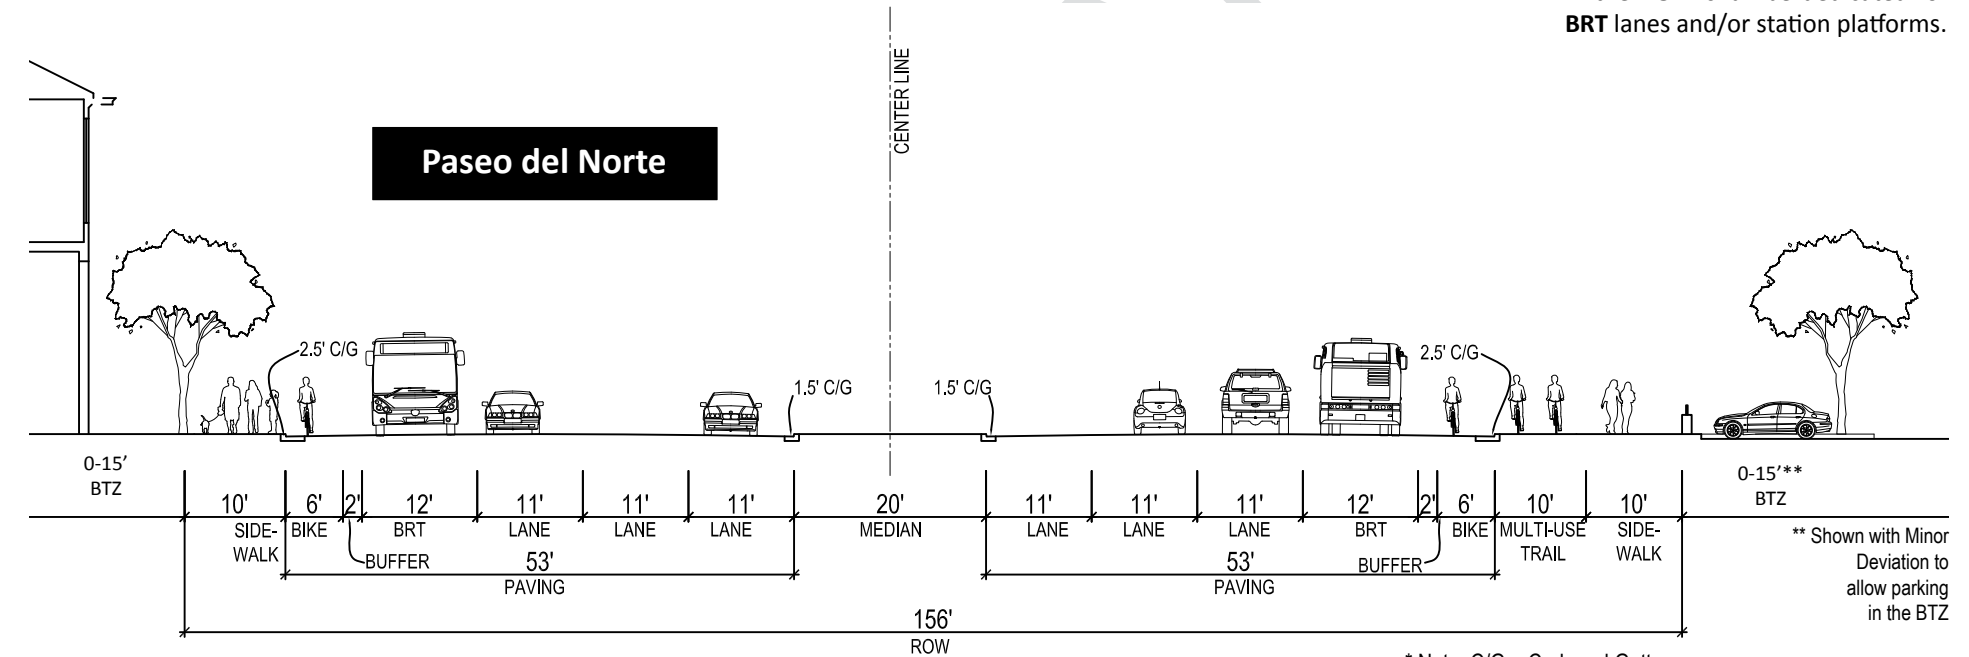 BRT lanes and/or station platforms.
CENTER LINE
Paseo del Norte
2.5' C/G
1.5' C/G
1.5' C/G
2.5' C/G
0-15'
BTZ
10'
SIDE-
WALK
6'
BIKE
2'
BUFFER
12'
BRT
11'
LANE
11'
LANE
11'
LANE
20'
MEDIAN
11'
LANE
11'
LANE
11'
LANE
12'
BRT
2'
BUFFER
6'
BIKE
10'
MULTI-USE
TRAIL
10'
SIDE-
WALK
0-15'**
BTZ
53'
PAVING
53'
PAVING
156'
ROW
** Shown with Minor
Deviation to
allow parking
in the BTZ